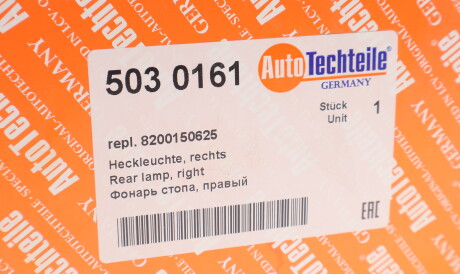 503 0161
AutoTechteile®
GERMANY
Stück
Unit 1
repl. 8200150625
Heckleuchte, rechts
Rear lamp, right
Фонарь стопа, правый
EAC